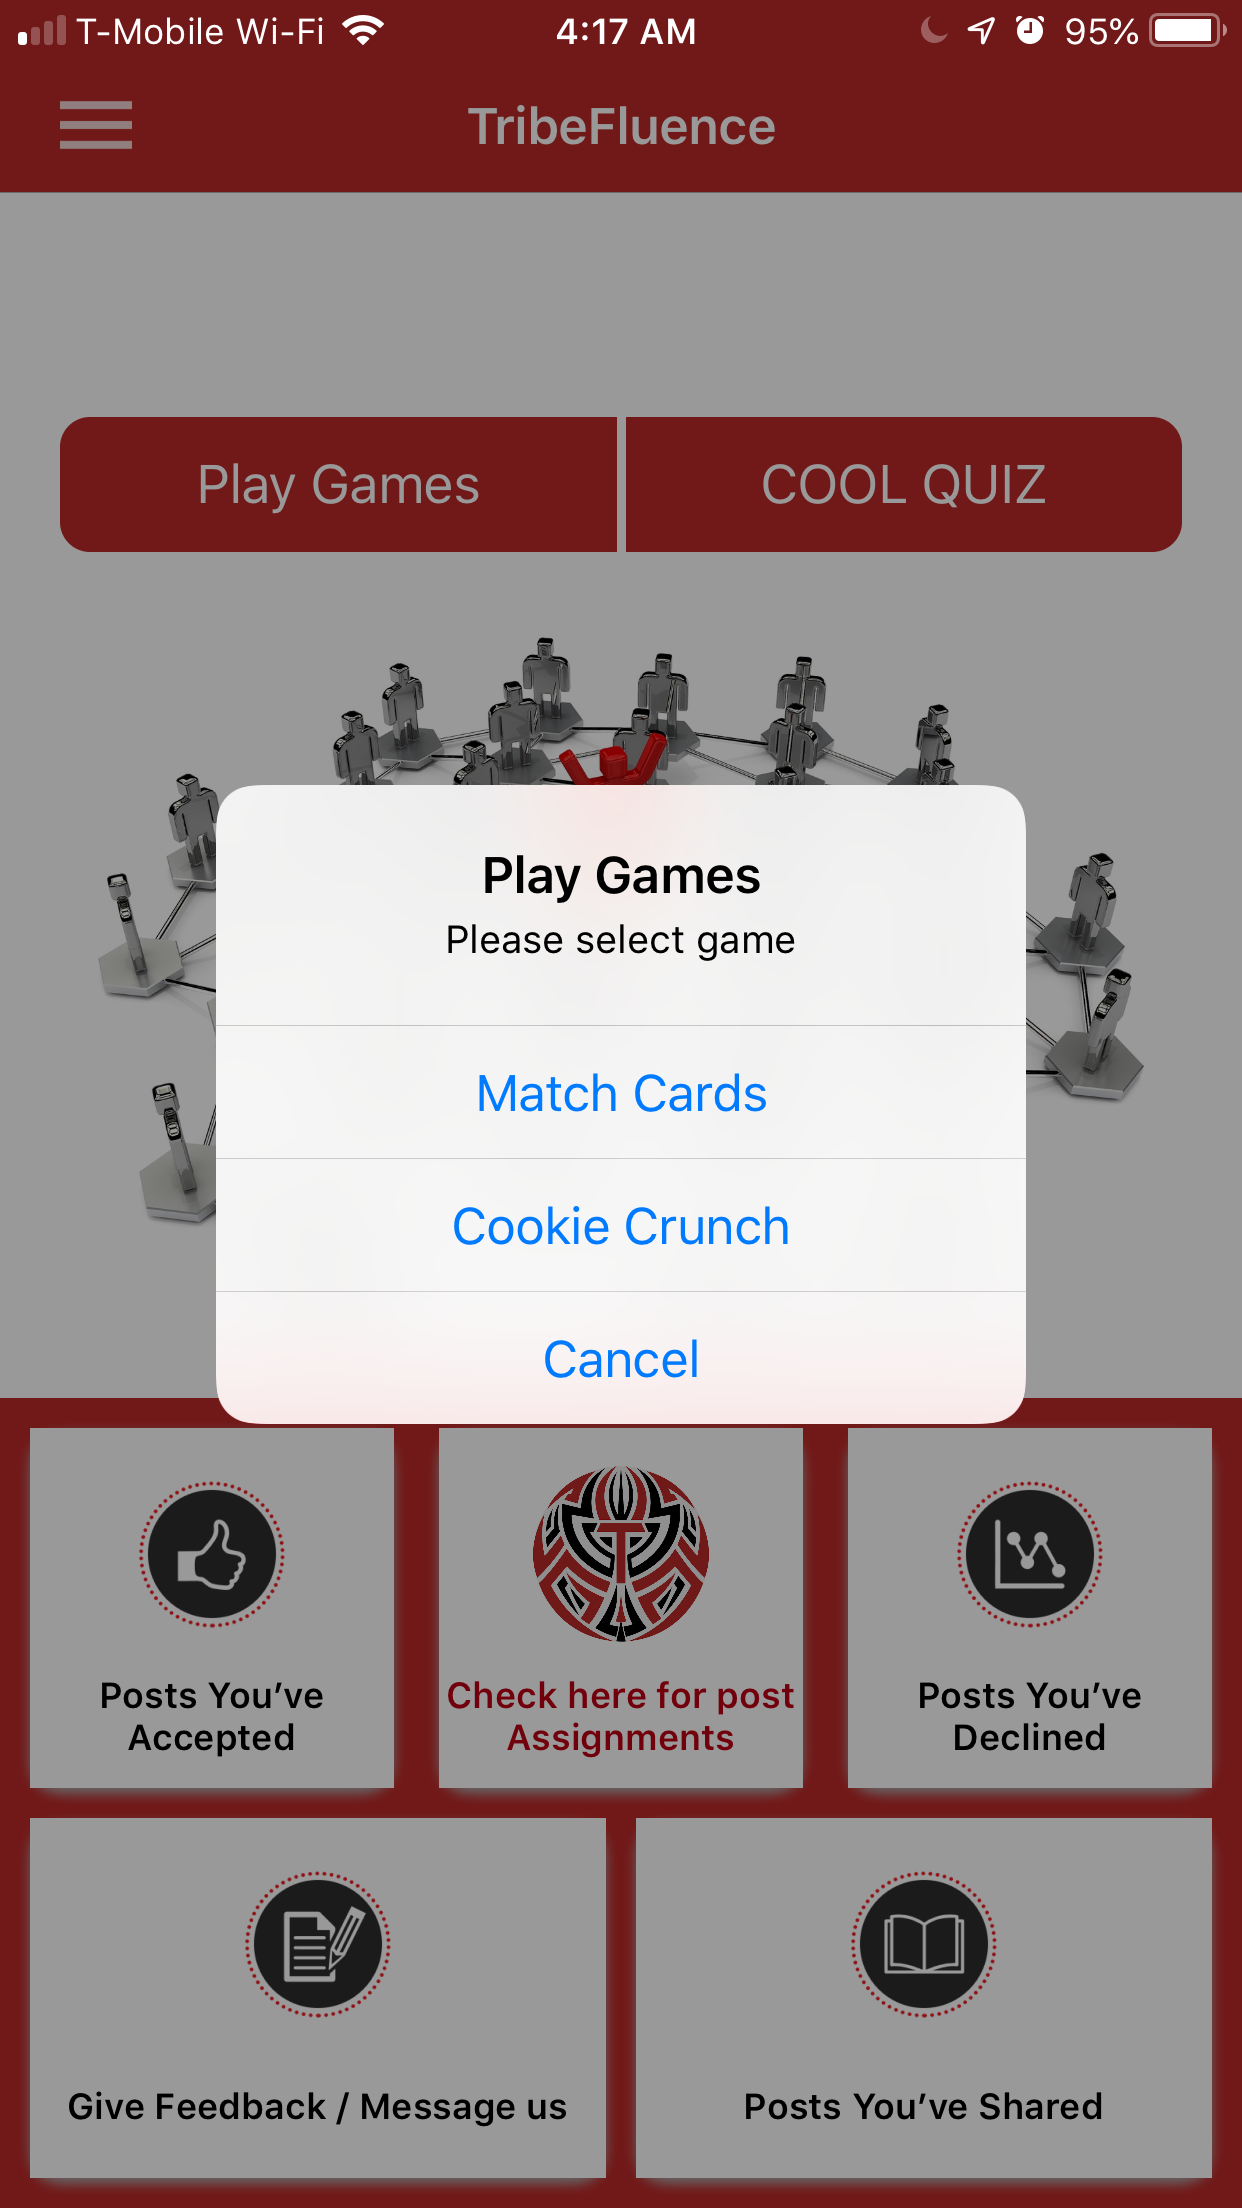 T-Mobile Wi-Fi 4:17 AM 95%
TribeFluence
Play Games COOL QUIZ
Play Games
Please select game
Match Cards
Cookie Crunch
Cancel
Posts You’ve
Accepted
Check here for post
Assignments
Posts You’ve
Declined
Give Feedback / Message us
Posts You’ve Shared